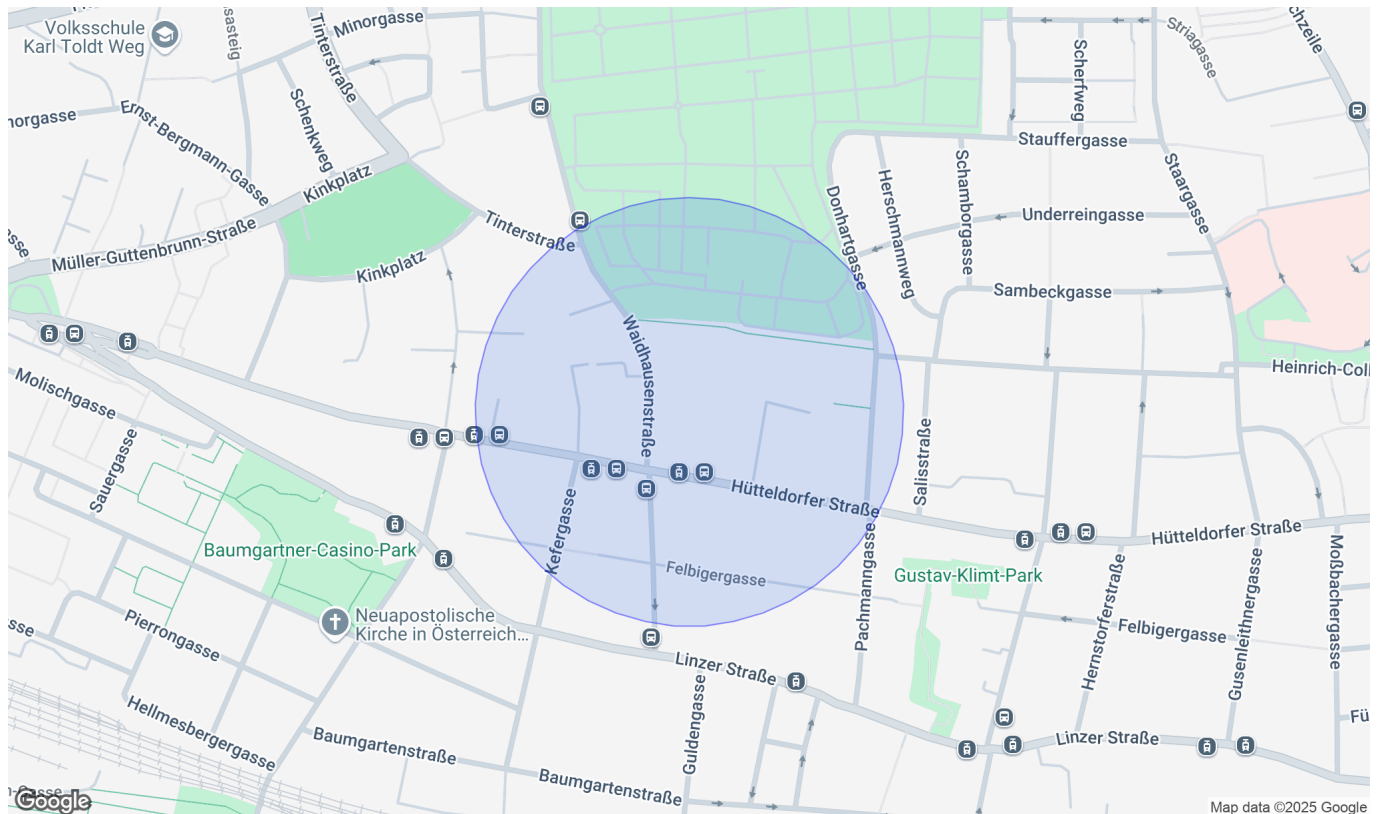 Volksschule
Karl Toldt Weg
Tinterstraße
Minorgasse
Striagasse
Scherfweg
Schenkweg
Ernst-Bergmann-Gasse
Kinkplatz
Stauffergasse
Staargasse
Schamborgasse
Herschmannweg
Donhartgasse
Underreingasse
Tinterstraße
Müller-Guttenbrunn-Straße
Kinkplatz
Sambeckgasse
Waidhausenstraße
Molischgasse
Sauergasse
Salisstraße
Hütteldorfer Straße
Hütteldorfer Straße
Kefergasse
Baumgartner-Casino-Park
Felbigergasse
Gustav-Klimt-Park
Pachmanngasse
Neuapostolische
Kirche in Österreich...
Pierrongasse
Felbigergasse
Hernstorferstraße
Gusenleithnergasse
Moßbachergasse
Linzer Straße
Guldengasse
Hellmesbergergasse
Baumgartenstraße
Linzer Straße
Baumgartenstraße
Google
Map data ©2025 Google